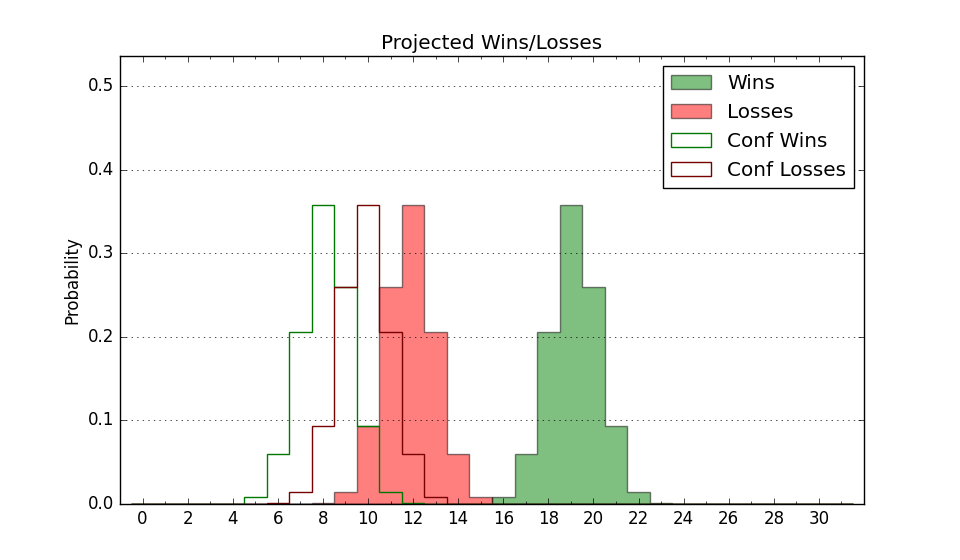 Projected Wins/Losses
0.5
0.4
0.3
0.2
0.1
0.0
Probability
Wins
Losses
Conf Wins
Conf Losses
0 2 4 6 8 10 12 14 16 18 20 22 24 26 28 30